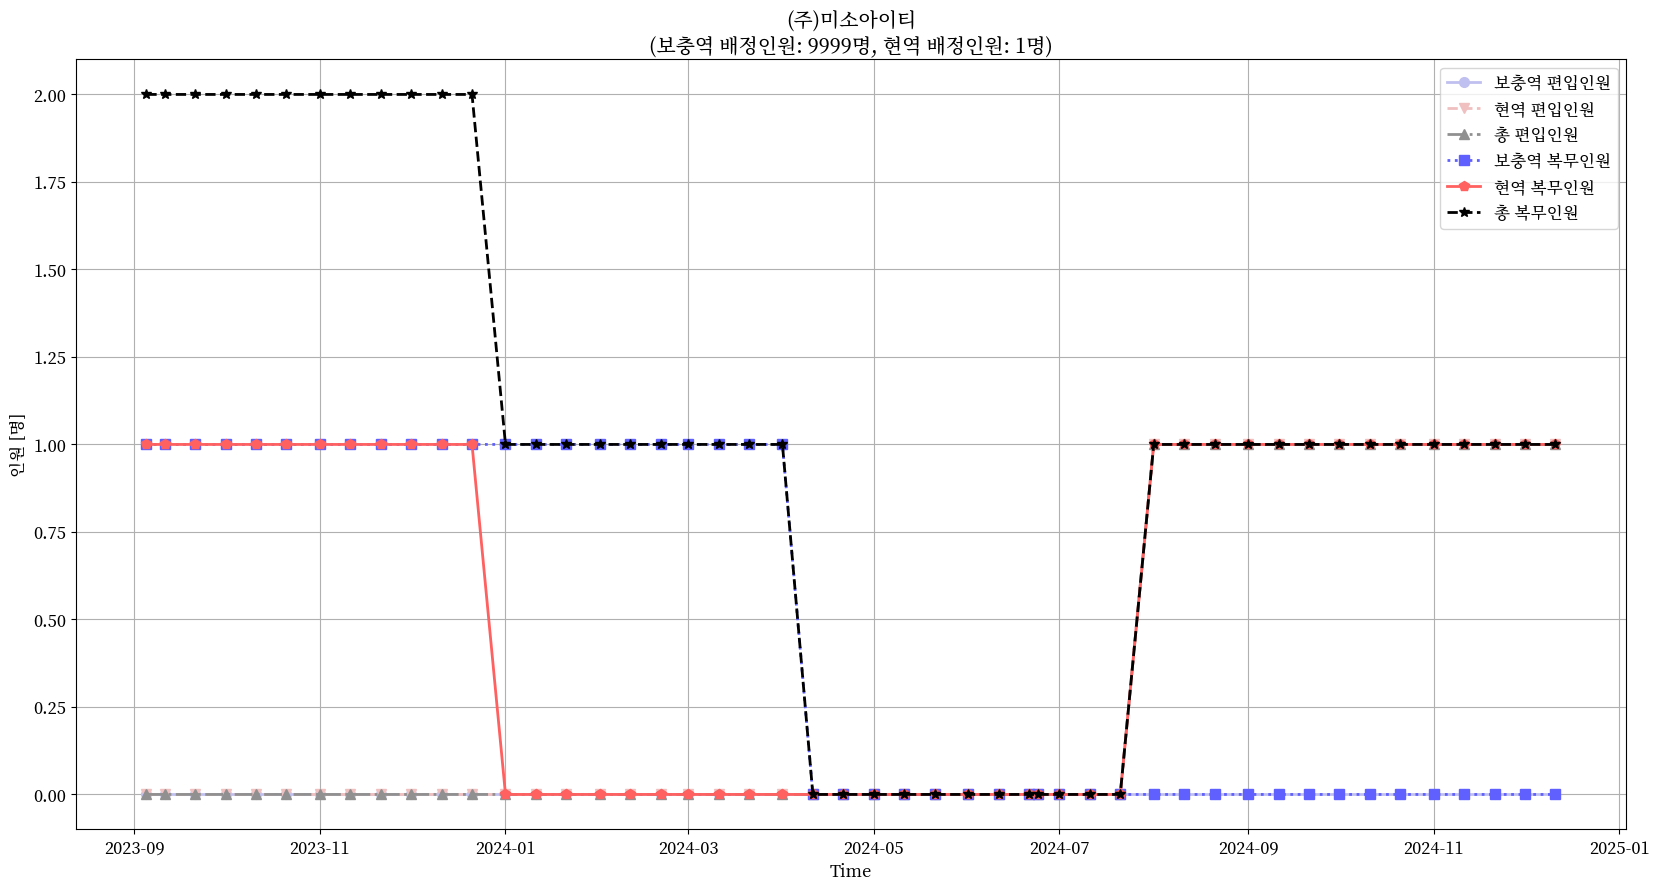 (주)미소아이티
(보충역 배정인원: 9999명, 현역 배정인원: 1명)
보충역 편입인원
현역 편입인원
총 편입인원
보충역 복무인원
현역 복무인원
총 복무인원
인원 [명]
2.00
1.75
1.50
1.25
1.00
0.75
0.50
0.25
0.00
2023-09
2023-11
2024-01
2024-03
2024-05
2024-07
2024-09
2024-11
2025-01
Time